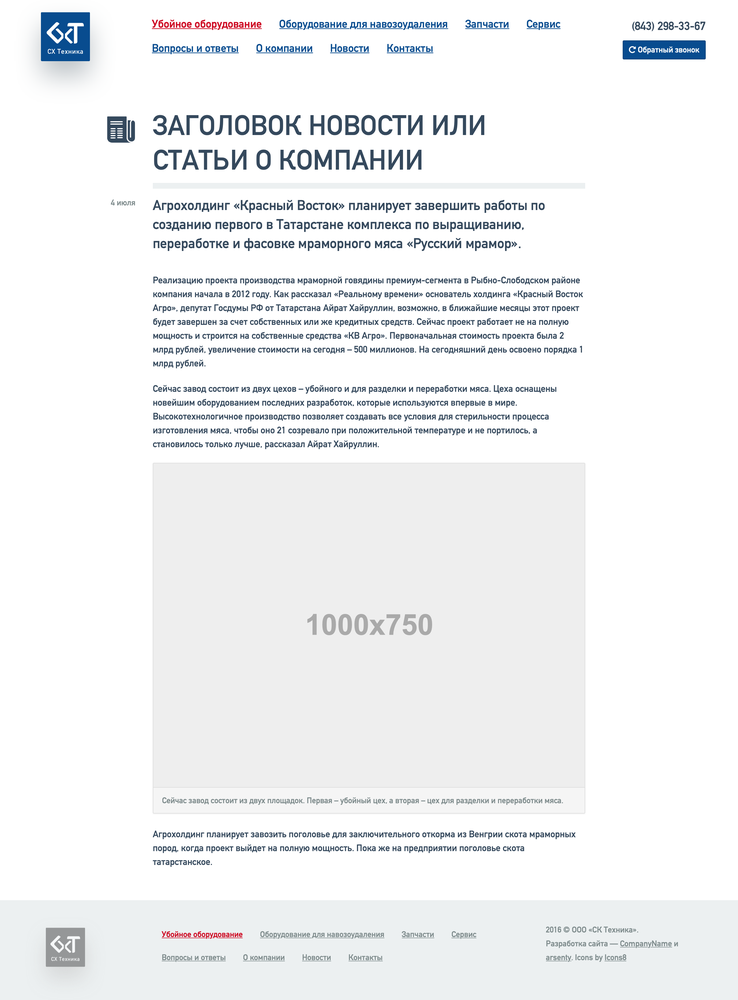 СХ Техника
Убойное оборудование Оборудование для навозоудаления Запчасти Сервис
Вопросы и ответы О компании Новости Контакты
(843) 298-33-67
Обратный звонок
ЗАГОЛОВОК НОВОСТИ ИЛИ
СТАТЬИ О КОМПАНИИ
4 июля
Агрохолдинг «Красный Восток» планирует завершить работы по
созданию первого в Татарстане комплекса по выращиванию,
переработке и фасовке мраморного мяса «Русский мрамор».
Реализацию проекта производства мраморной говядины премиум-сегмента в Рыбно-Слободском районе
компания начала в 2012 году. Как рассказал «Реальному времени» основатель холдинга «Красный Восток
Агро», депутат Госдумы РФ от Татарстана Айрат Хайруллин, возможно, в ближайшие месяцы этот проект
будет завершен за счет собственных или же кредитных средств. Сейчас проект работает не на полную
мощность и строится на собственные средства «КВ Агро». Первоначальная стоимость проекта была 2
млрд рублей, увеличение стоимости на сегодня – 500 миллионов. На сегодняшний день освоено порядка 1
млрд рублей.
Сейчас завод состоит из двух цехов – убойного и для разделки и переработки мяса. Цеха оснащены
новейшим оборудованием последних разработок, которые используются впервые в мире.
Высокотехнологичное производство позволяет создавать все условия для стерильности процесса
изготовления мяса, чтобы оно 21 созревало при положительной температуре и не портилось, а
становилось только лучше, рассказал Айрат Хайруллин.
1000x750
Сейчас завод состоит из двух площадок. Первая – убойный цех, а вторая – цех для разделки и переработки мяса.
Агрохолдинг планирует завозить поголовье для заключительного откорма из Венгрии скота мраморных
пород, когда проект выйдет на полную мощность. Пока же на предприятии поголовье скота
татарстанское.
СХ Техника
Убойное оборудование Оборудование для навозоудаления Запчасти Сервис
Вопросы и ответы О компании Новости Контакты
2016 © ООО «СК Техника».
Разработка сайта — CompanyName и
arsenty. Icons by Icons8